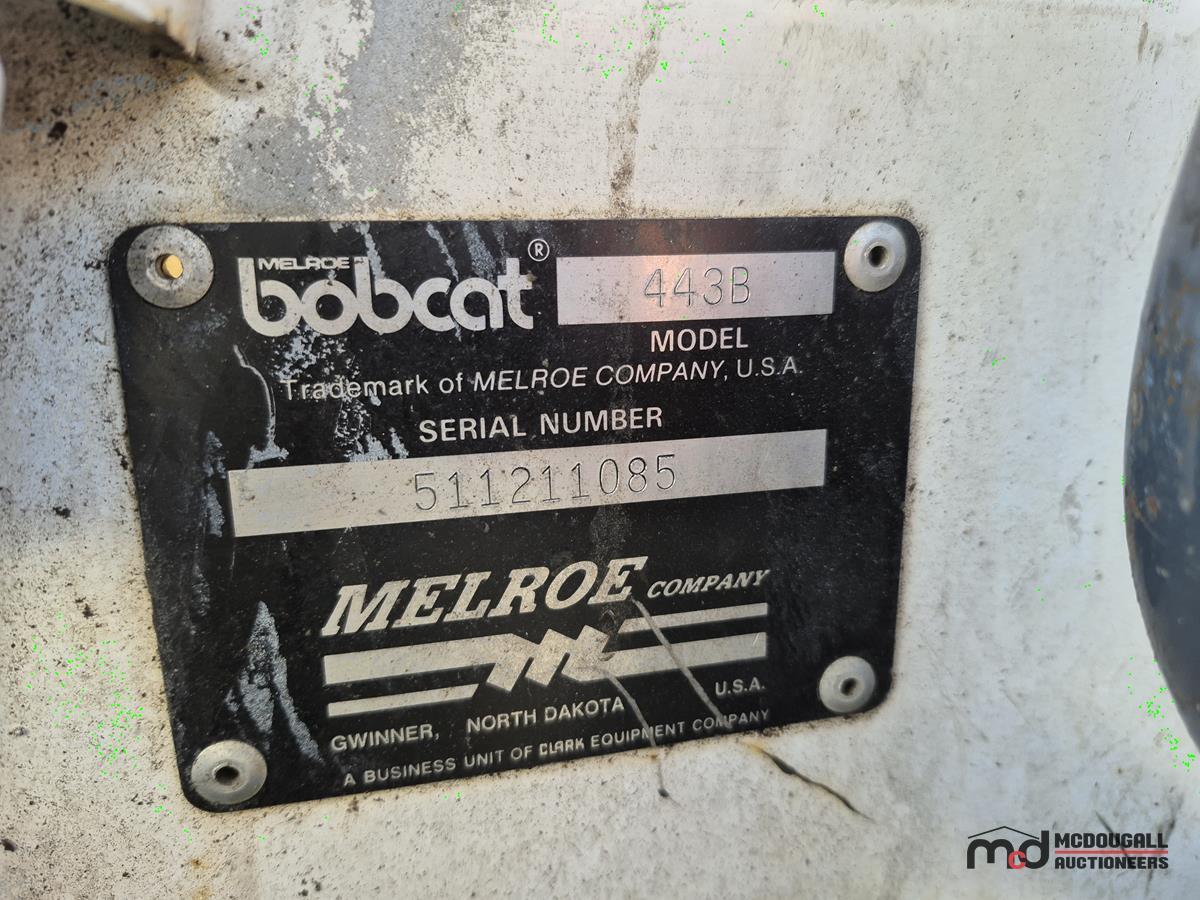 MELROE
bobcat® 443B
MODEL
Trademark of MELROE COMPANY, U.S.A.
SERIAL NUMBER
511211085
MELROE COMPANY
GWINNER, NORTH DAKOTA U.S.A.
A BUSINESS UNIT OF CLARK EQUIPMENT COMPANY
mcd MCDOUGALL
AUCTIONEERS